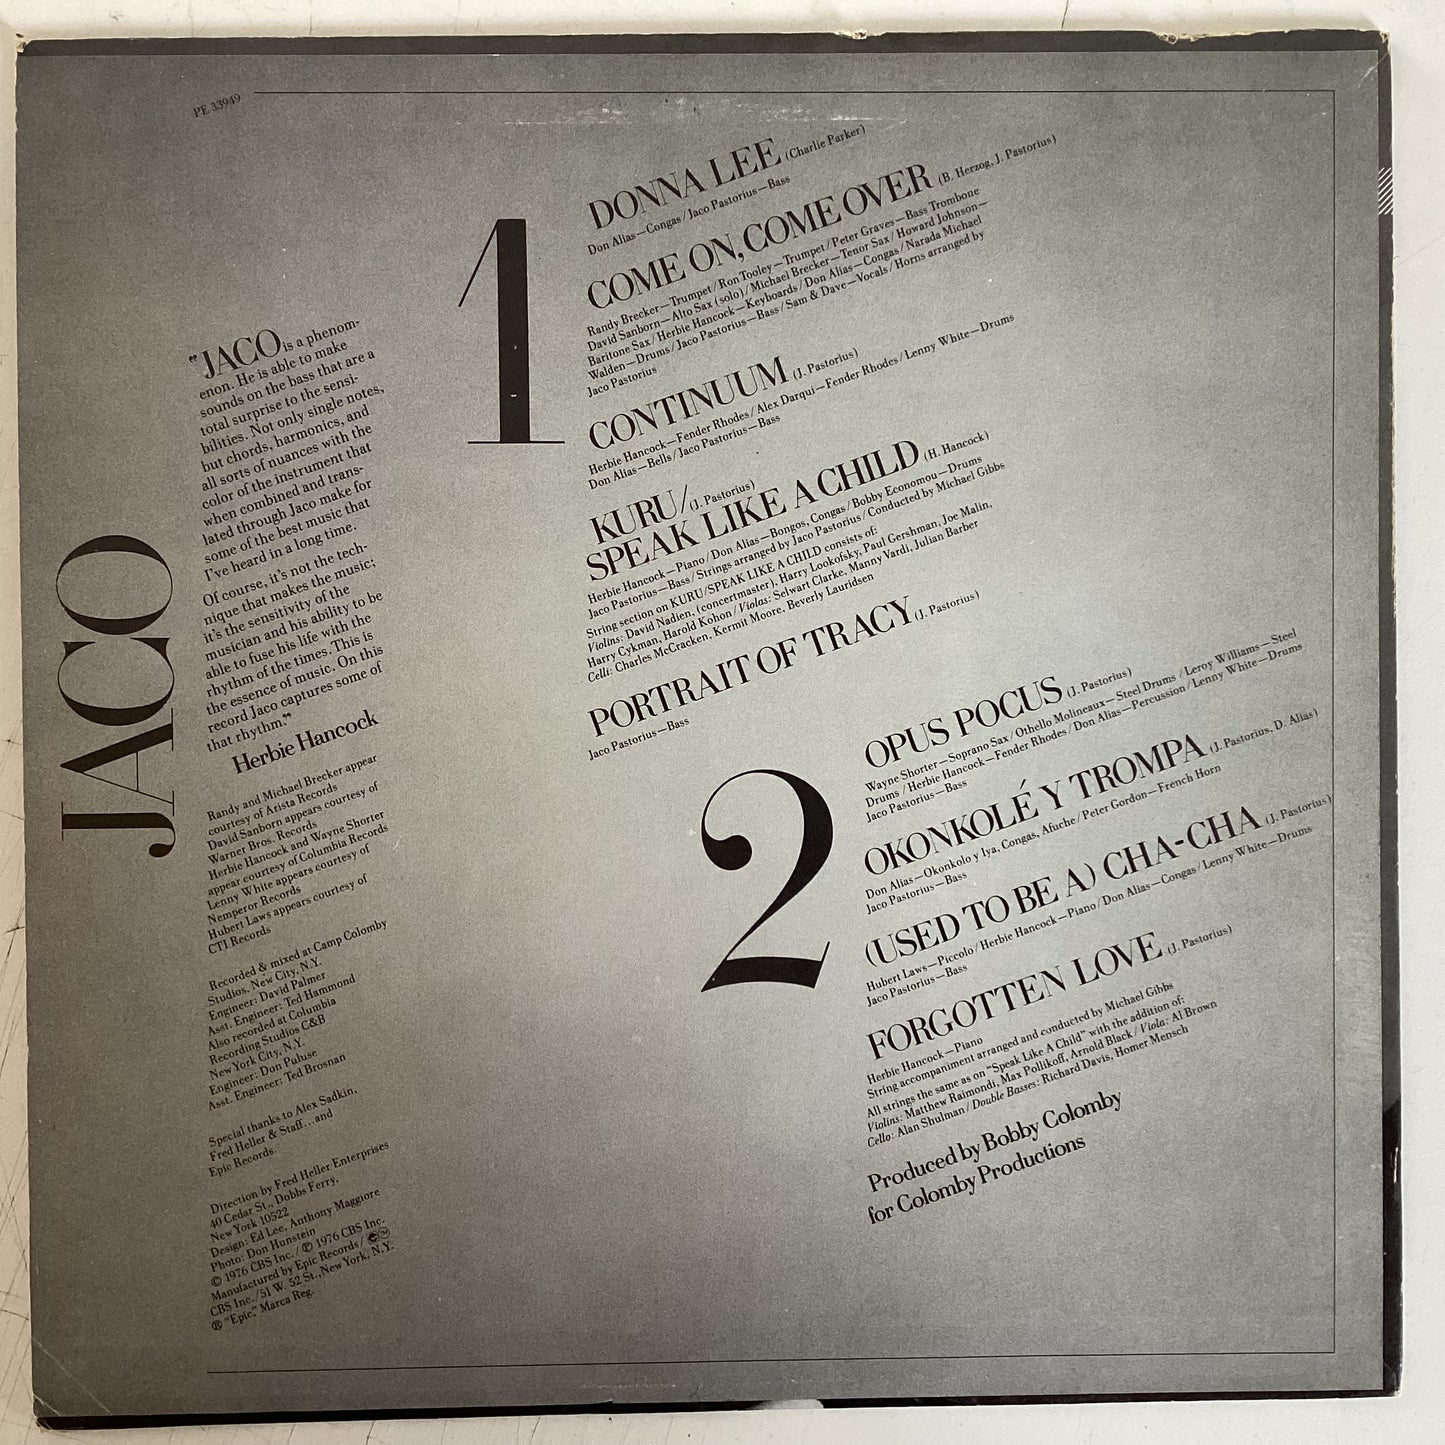 PE 33949
JACO
“JACO is a phenom-
enon. He is able to make
sounds on the bass that are a
total surprise to the sensi-
bilities. Not only single notes,
but chords, harmonics, and
all sorts of nuances with the
color of the instrument that
when combined and trans-
lated through Jaco make for
some of the best music that
I've heard in a long time.
Of course, it's not the tech-
nique that makes the music;
it's the sensitivity of the
musician and his ability to be
able to fuse his life with the
rhythm of the times. This is
the essence of music. On this
record Jaco captures some of
that rhythm.”
Herbie Hancock
Randy and Michael Brecker appear
courtesy of Arista Records
David Sanborn appears courtesy of
Warner Bros. Records
Herbie Hancock and Wayne Shorter
appear courtesy of Columbia Records
Lenny White appears courtesy of
Nemperor Records
Hubert Laws appears courtesy of
CTI Records
Recorded & mixed at Camp Colomby
Studios, New City, N.Y.
Engineer: David Palmer
Asst. Engineer: Ted Hammond
Also recorded at Columbia
Recording Studios C&B
New York City, N.Y.
Engineer: Don Puluse
Asst. Engineer: Ted Brosnan
Special thanks to Alex Sadkin,
Fred Heller & Staff...and
Epic Records.
Direction by Fred Heller Enterprises
40 Cedar St., Dobbs Ferry,
New York 10522
Design: Ed Lee, Anthony Maggiore
Photo: Don Hunstein
© 1976 CBS Inc./ ℗ 1976 CBS Inc.
Manufactured by Epic Records/
CBS Inc./51 W. 52 St., New York, N.Y.
® “Epic,” Marca Reg.
1
DONNA LEE (Charlie Parker)
Don Alias—Congas/Jaco Pastorius—Bass
COME ON, COME OVER (B. Herzog, J. Pastorius)
Randy Brecker—Trumpet/Ron Tooley—Trumpet/Peter Graves—Bass Trombone
David Sanborn—Alto Sax (solo)/Michael Brecker—Tenor Sax/Howard Johnson—
Baritone Sax/Herbie Hancock—Keyboards/Don Alias—Congas/Narada Michael
Walden—Drums/Jaco Pastorius—Bass/Sam & Dave—Vocals/Horns arranged by
Jaco Pastorius
CONTINUUM (J. Pastorius)
Herbie Hancock—Fender Rhodes/Alex Darqui—Fender Rhodes/Lenny White—Drums
Don Alias—Bells/Jaco Pastorius—Bass
KURU/(J. Pastorius)
SPEAK LIKE A CHILD (H. Hancock)
Herbie Hancock—Piano/Don Alias—Bongos, Congas/Bobby Economou—Drums
Jaco Pastorius—Bass/Strings arranged by Jaco Pastorius/Conducted by Michael Gibbs
String section on KURU/SPEAK LIKE A CHILD consists of:
Violins: David Nadien, (concertmaster), Harry Lookofsky, Paul Gershman, Joe Malin,
Harry Cykman, Harold Kohon/Violas: Selwart Clarke, Manny Vardi, Julian Barber
Celli: Charles McCracken, Kermit Moore, Beverly Lauridsen
PORTRAIT OF TRACY (J. Pastorius)
Jaco Pastorius—Bass
2
OPUS POCUS (J. Pastorius)
Wayne Shorter—Soprano Sax/Othello Molineaux—Steel Drums/Leroy Williams—Steel
Drums/Herbie Hancock—Fender Rhodes/Don Alias—Percussion/Lenny White—Drums
Jaco Pastorius—Bass
OKONKOLÉ Y TROMPA (J. Pastorius, D. Alias)
Don Alias—Okonkolo y Iya, Congas, Afuche/Peter Gordon—French Horn
Jaco Pastorius—Bass
(USED TO BE A) CHA-CHA (J. Pastorius)
Hubert Laws—Piccolo/Herbie Hancock—Piano/Don Alias—Congas/Lenny White—Drums
Jaco Pastorius—Bass
FORGOTTEN LOVE (J. Pastorius)
Herbie Hancock—Piano
String accompaniment arranged and conducted by Michael Gibbs
All strings the same as on “Speak Like A Child” with the addition of:
Violins: Matthew Raimondi, Max Pollikoff, Arnold Black/Viola: Al Brown
Cello: Alan Shulman/Double Basses: Richard Davis, Homer Mensch
Produced by Bobby Colomby
for Colomby Productions